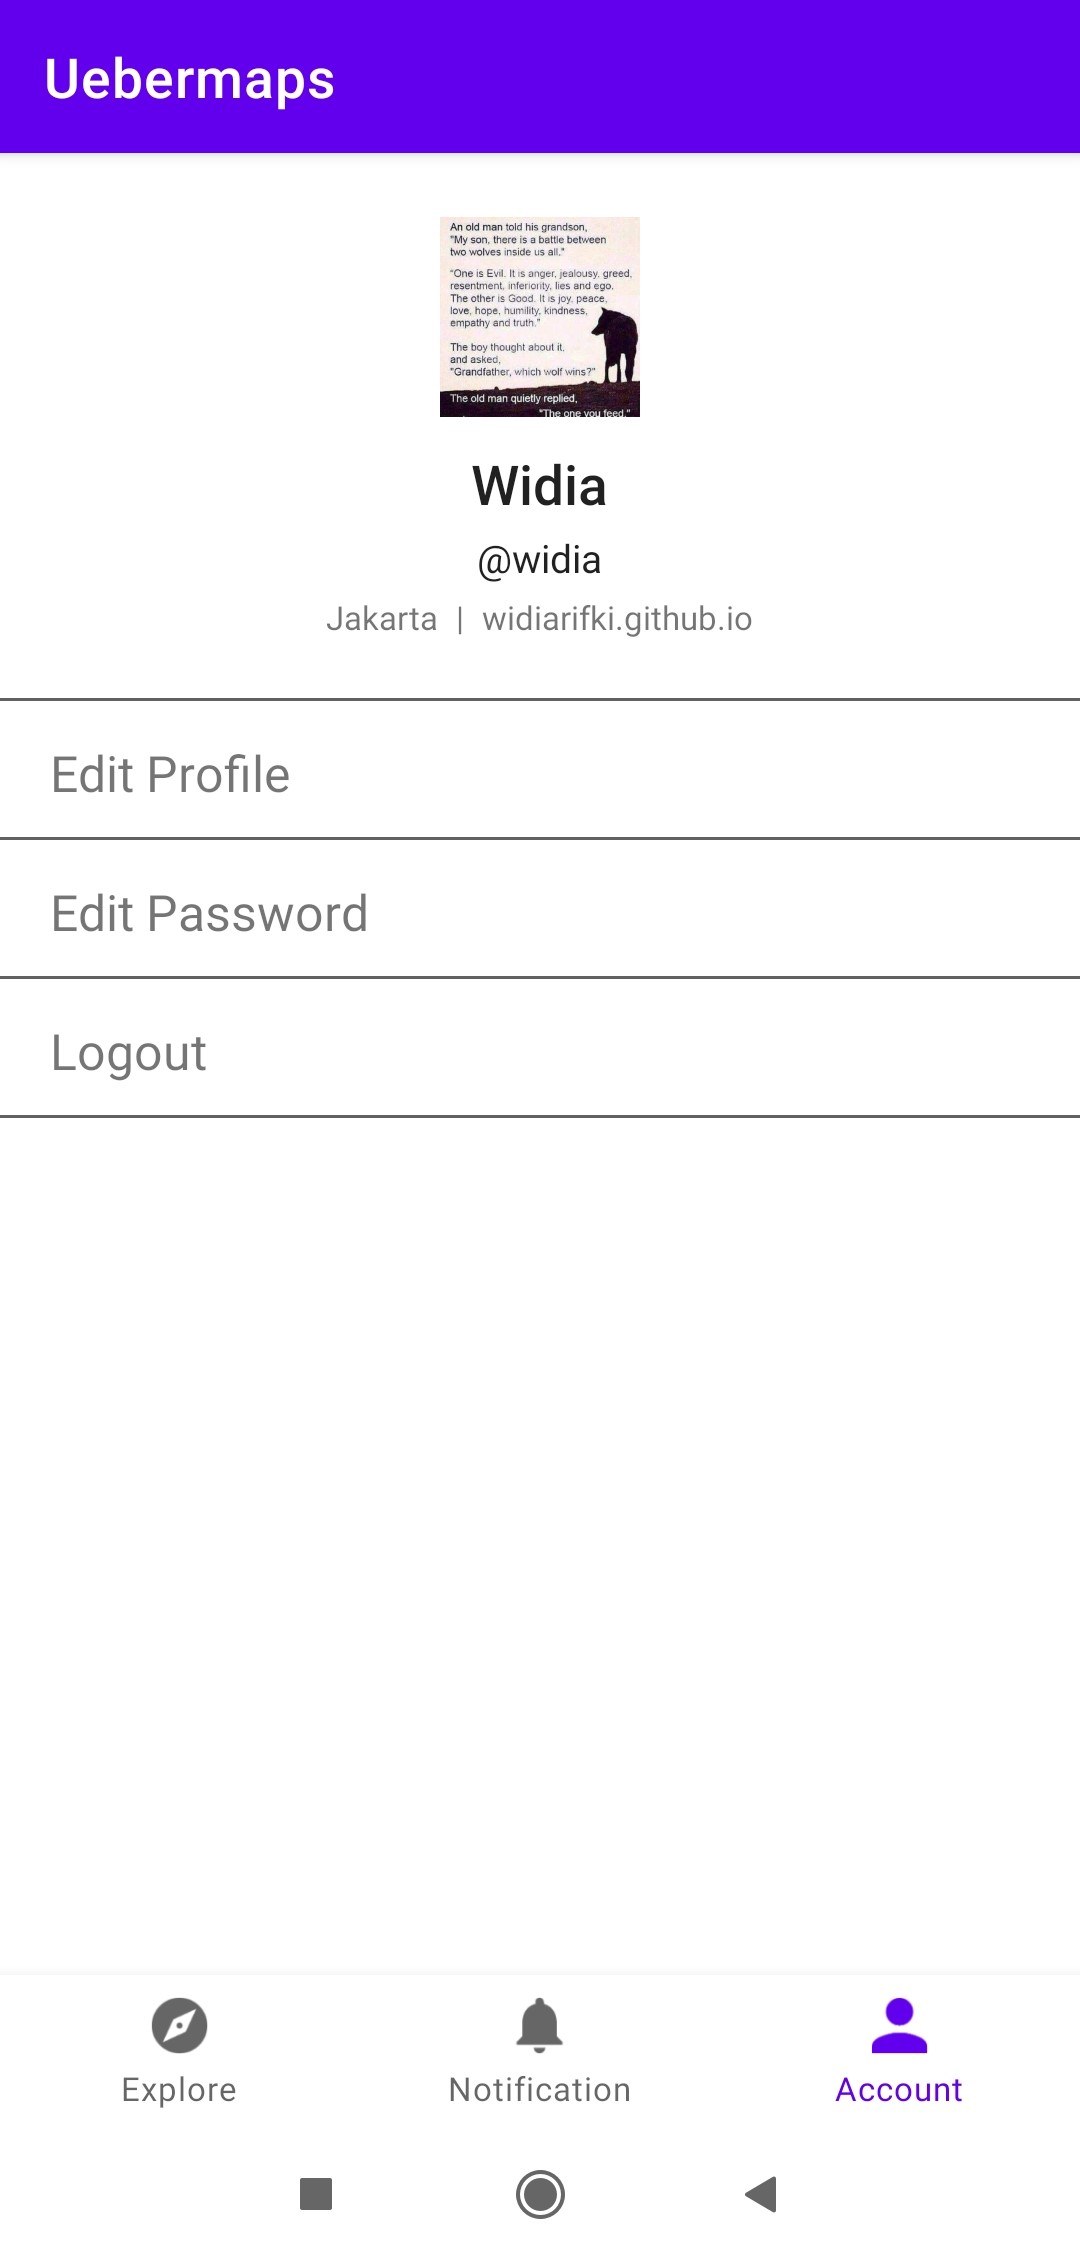 Uebermaps
An old man told his grandson,
"My son, there is a battle between
two wolves inside us all."
"One is Evil. It is anger, jealousy, greed,
resentment, inferiority, lies and ego.
The other is Good. It is joy, peace,
love, hope, humility, kindness,
empathy and truth."
The boy thought about it,
and asked,
"Grandfather, which wolf wins?"
The old man quietly replied,
"The one you feed."
Widia
@widia
Jakarta | widiarifki.github.io
Edit Profile
Edit Password
Logout
Explore
Notification
Account